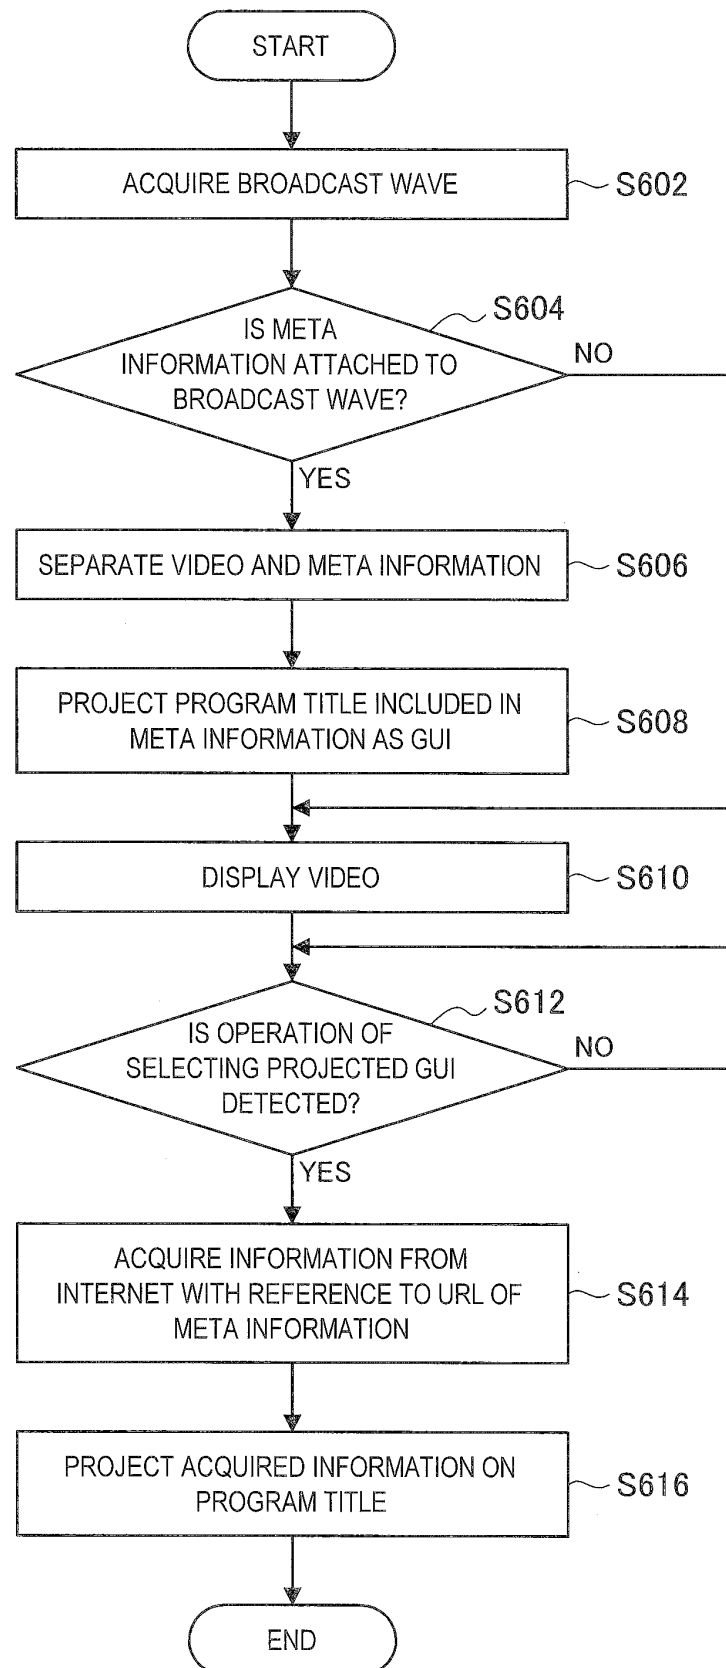 START
ACQUIRE BROADCAST WAVE
S602
S604
IS META
INFORMATION ATTACHED TO
BROADCAST WAVE?
NO
YES
SEPARATE VIDEO AND META INFORMATION
S606
PROJECT PROGRAM TITLE INCLUDED IN
META INFORMATION AS GUI
S608
DISPLAY VIDEO
S610
S612
IS OPERATION OF
SELECTING PROJECTED GUI
DETECTED?
NO
YES
ACQUIRE INFORMATION FROM
INTERNET WITH REFERENCE TO URL OF
META INFORMATION
S614
PROJECT ACQUIRED INFORMATION ON
PROGRAM TITLE
S616
END